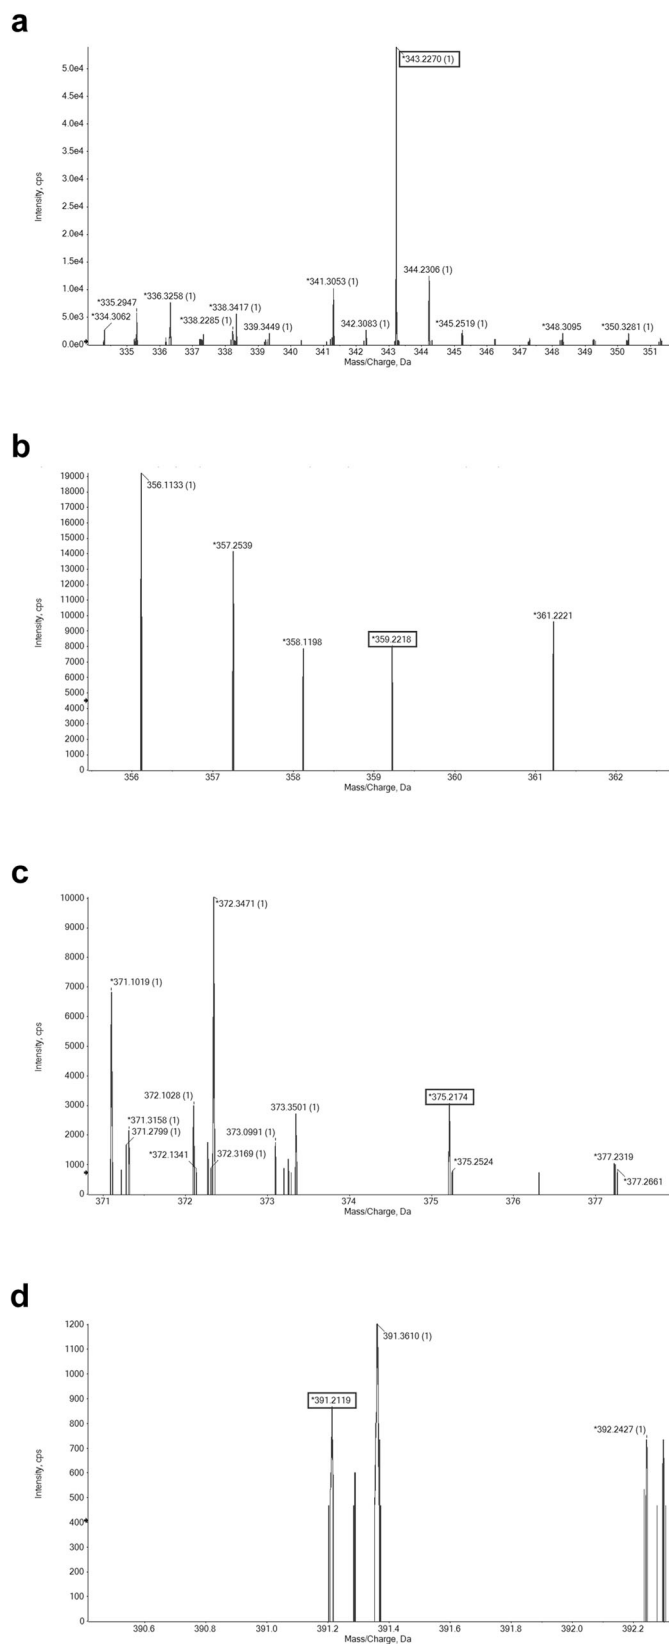 a
5.0e4
4.5e4
4.0e4
3.5e4
3.0e4
2.5e4
2.0e4
1.5e4
1.0e4
5.0e3
0.0e0
Intensity, cps
*343.2270 (1)
*341.3053 (1)
344.2306 (1)
*336.3258 (1)
*335.2947
*338.3417 (1)
*334.3062
*338.2285 (1)
339.3449 (1)
342.3083 (1)
*345.2519 (1)
*348.3095
*350.3281 (1)
335 336 337 338 339 340 341 342 343 344 345 346 347 348 349 350 351
Mass/Charge, Da
b
19000
18000
17000
16000
15000
14000
13000
12000
11000
10000
9000
8000
7000
6000
5000
4000
3000
2000
1000
0
Intensity, cps
356.1133 (1)
*357.2539
*358.1198
*359.2218
*361.2221
356 357 358 359 360 361 362
Mass/Charge, Da
c
10000
9000
8000
7000
6000
5000
4000
3000
2000
1000
0
Intensity, cps
*372.3471 (1)
*371.1019 (1)
372.1028 (1)
*371.3158 (1)
371.2799 (1)
*372.1341
372.3169 (1)
373.0991 (1)
373.3501 (1)
*375.2174
*375.2524
*377.2319
*377.2661
371 372 373 374 375 376 377
Mass/Charge, Da
d
1200
1100
1000
900
800
700
600
500
400
300
200
100
0
Intensity, cps
391.3610 (1)
*391.2119
*392.2427 (1)
390.6 390.8 391.0 391.2 391.4 391.6 391.8 392.0 392.2
Mass/Charge, Da